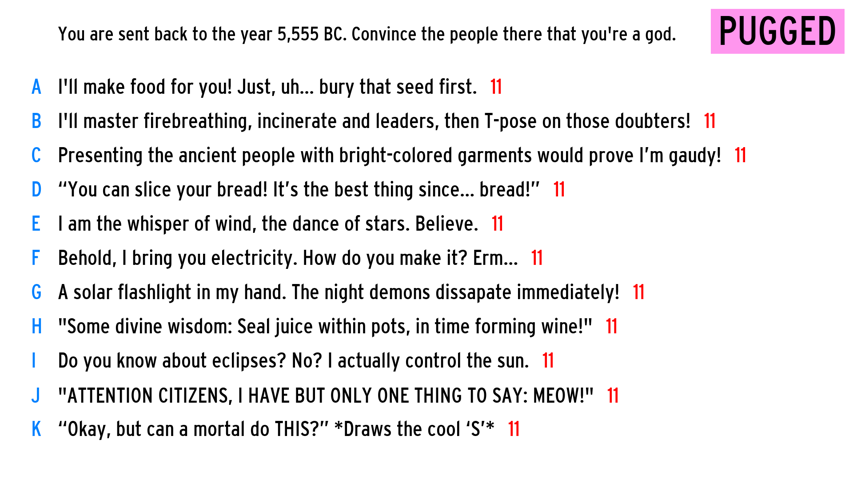 You are sent back to the year 5,555 BC. Convince the people there that you're a god.
PUGGED
A I'll make food for you! Just, uh... bury that seed first. 11
B I'll master firebreathing, incinerate and leaders, then T-pose on those doubters! 11
C Presenting the ancient people with bright-colored garments would prove I’m gaudy! 11
D “You can slice your bread! It’s the best thing since... bread!” 11
E I am the whisper of wind, the dance of stars. Believe. 11
F Behold, I bring you electricity. How do you make it? Erm... 11
G A solar flashlight in my hand. The night demons dissapate immediately! 11
H "Some divine wisdom: Seal juice within pots, in time forming wine!" 11
I Do you know about eclipses? No? I actually control the sun. 11
J "ATTENTION CITIZENS, I HAVE BUT ONLY ONE THING TO SAY: MEOW!" 11
K “Okay, but can a mortal do THIS?” *Draws the cool ‘S’* 11